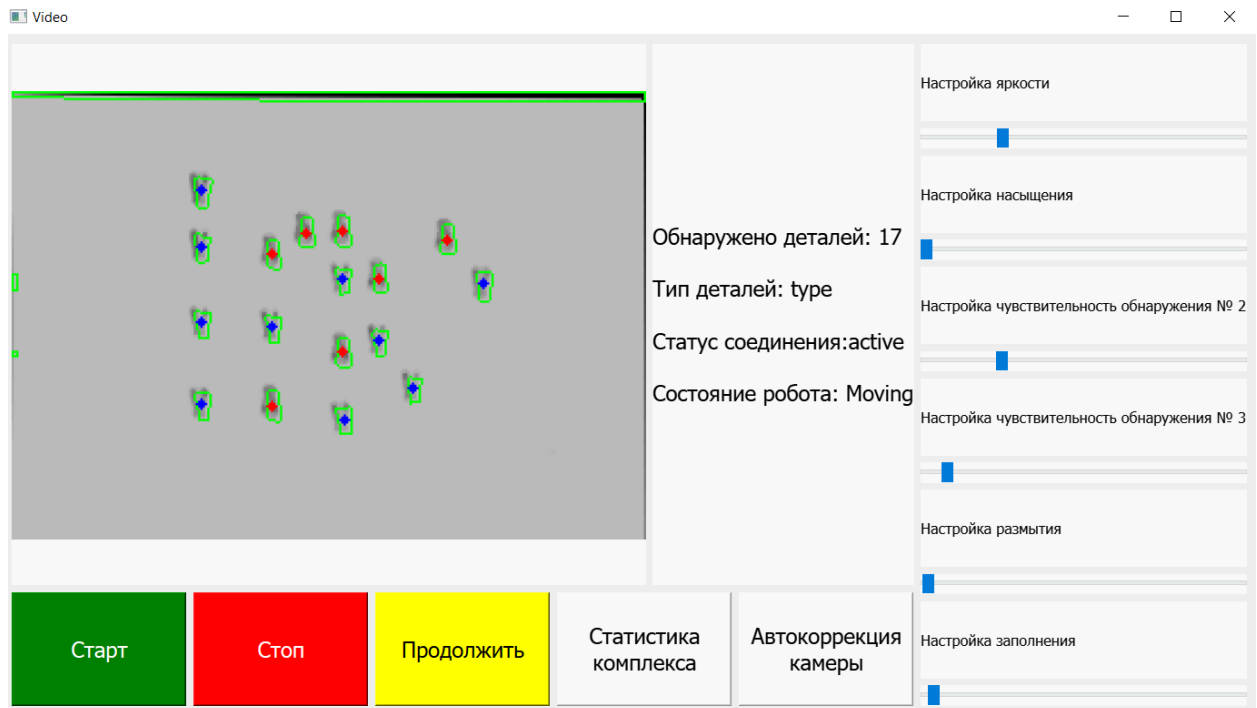 Video
Обнаружено деталей: 17
Тип деталей: type
Статус соединения:active
Состояние робота: Moving
Настройка яркости
Настройка насыщения
Настройка чувствительность обнаружения № 2
Настройка чувствительность обнаружения № 3
Настройка размытия
Настройка заполнения
Старт
Стоп
Продолжить
Статистика
комплекса
Автокоррекция
камеры